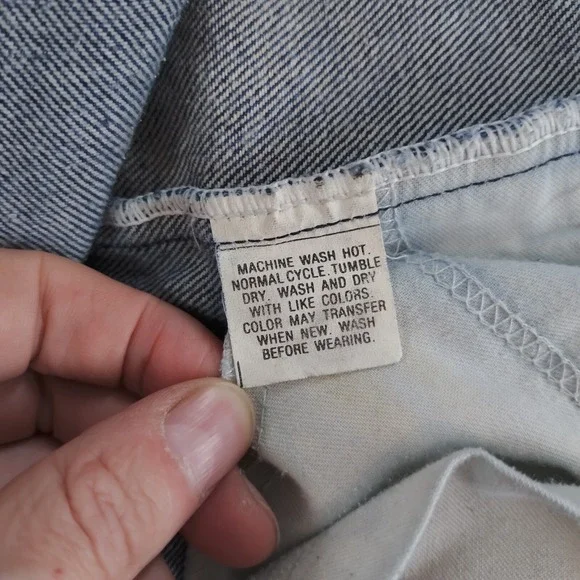 MACHINE WASH HOT.
NORMAL CYCLE. TUMBLE
DRY. WASH AND DRY
WITH LIKE COLORS.
COLOR MAY TRANSFER
WHEN NEW. WASH
BEFORE WEARING.